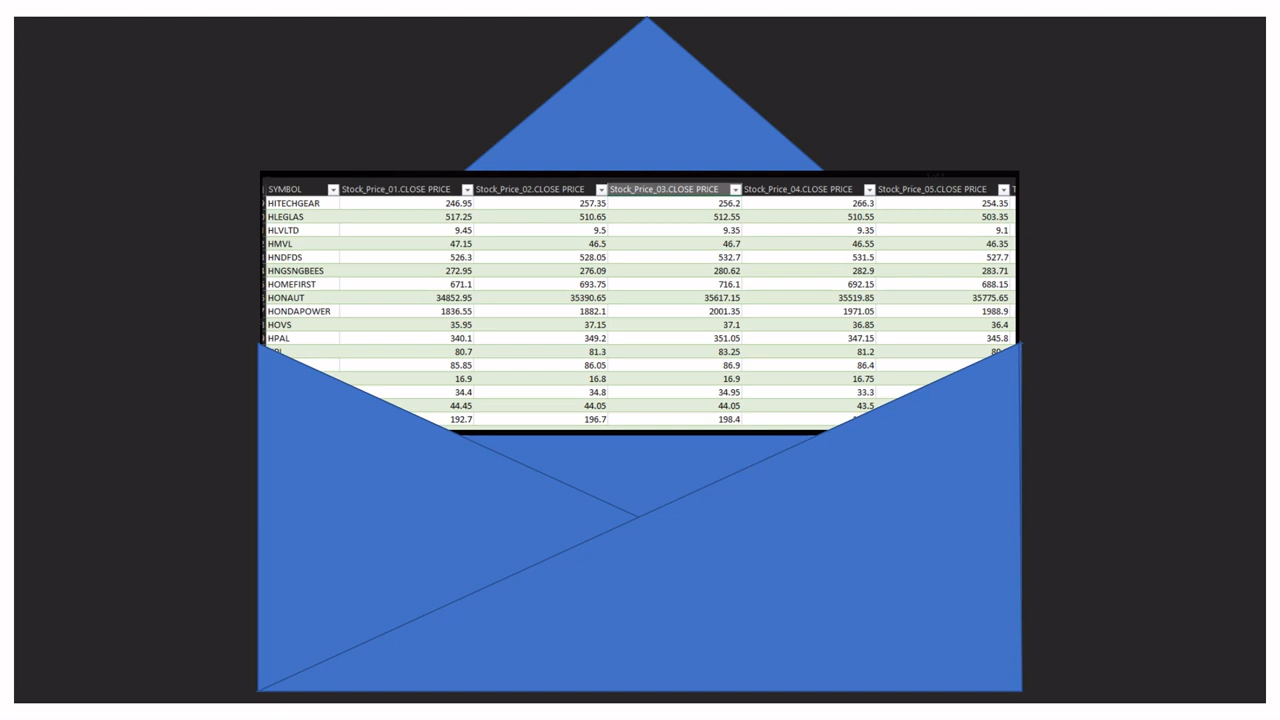 SYMBOL Stock_Price_01.CLOSE PRICE Stock_Price_02.CLOSE PRICE Stock_Price_03.CLOSE PRICE Stock_Price_04.CLOSE PRICE Stock_Price_05.CLOSE PRICE
HITECHGEAR 246.95 257.35 256.2 266.3 254.35
HLEGLAS 517.25 510.65 512.55 510.55 503.35
HLVLTD 9.45 9.5 9.35 9.35 9.1
HMVL 47.15 46.5 46.7 46.55 46.35
HNDFDS 526.3 528.05 532.7 531.5 527.7
HNGSNGBEES 272.95 276.09 280.62 282.9 283.71
HOMEFIRST 671.1 693.75 716.1 692.15 688.15
HONAUT 34852.95 35390.65 35617.15 35519.85 35775.65
HONDAPOWER 1836.55 1882.1 2001.35 1971.05 1988.9
HOVS 35.95 37.15 37.1 36.85 36.4
HPAL 340.1 349.2 351.05 347.15 345.8
80.7 81.3 83.25 81.2
85.85 86.05 86.9 86.4
16.9 16.8 16.9 16.75
34.4 34.8 34.95 33.3
44.45 44.05 44.05 43.5
192.7 196.7 198.4